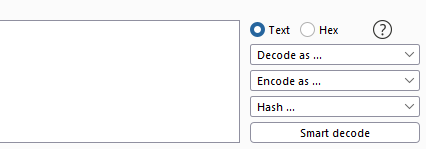 Text Hex ?
Decode as ...
Encode as ...
Hash ...
Smart decode